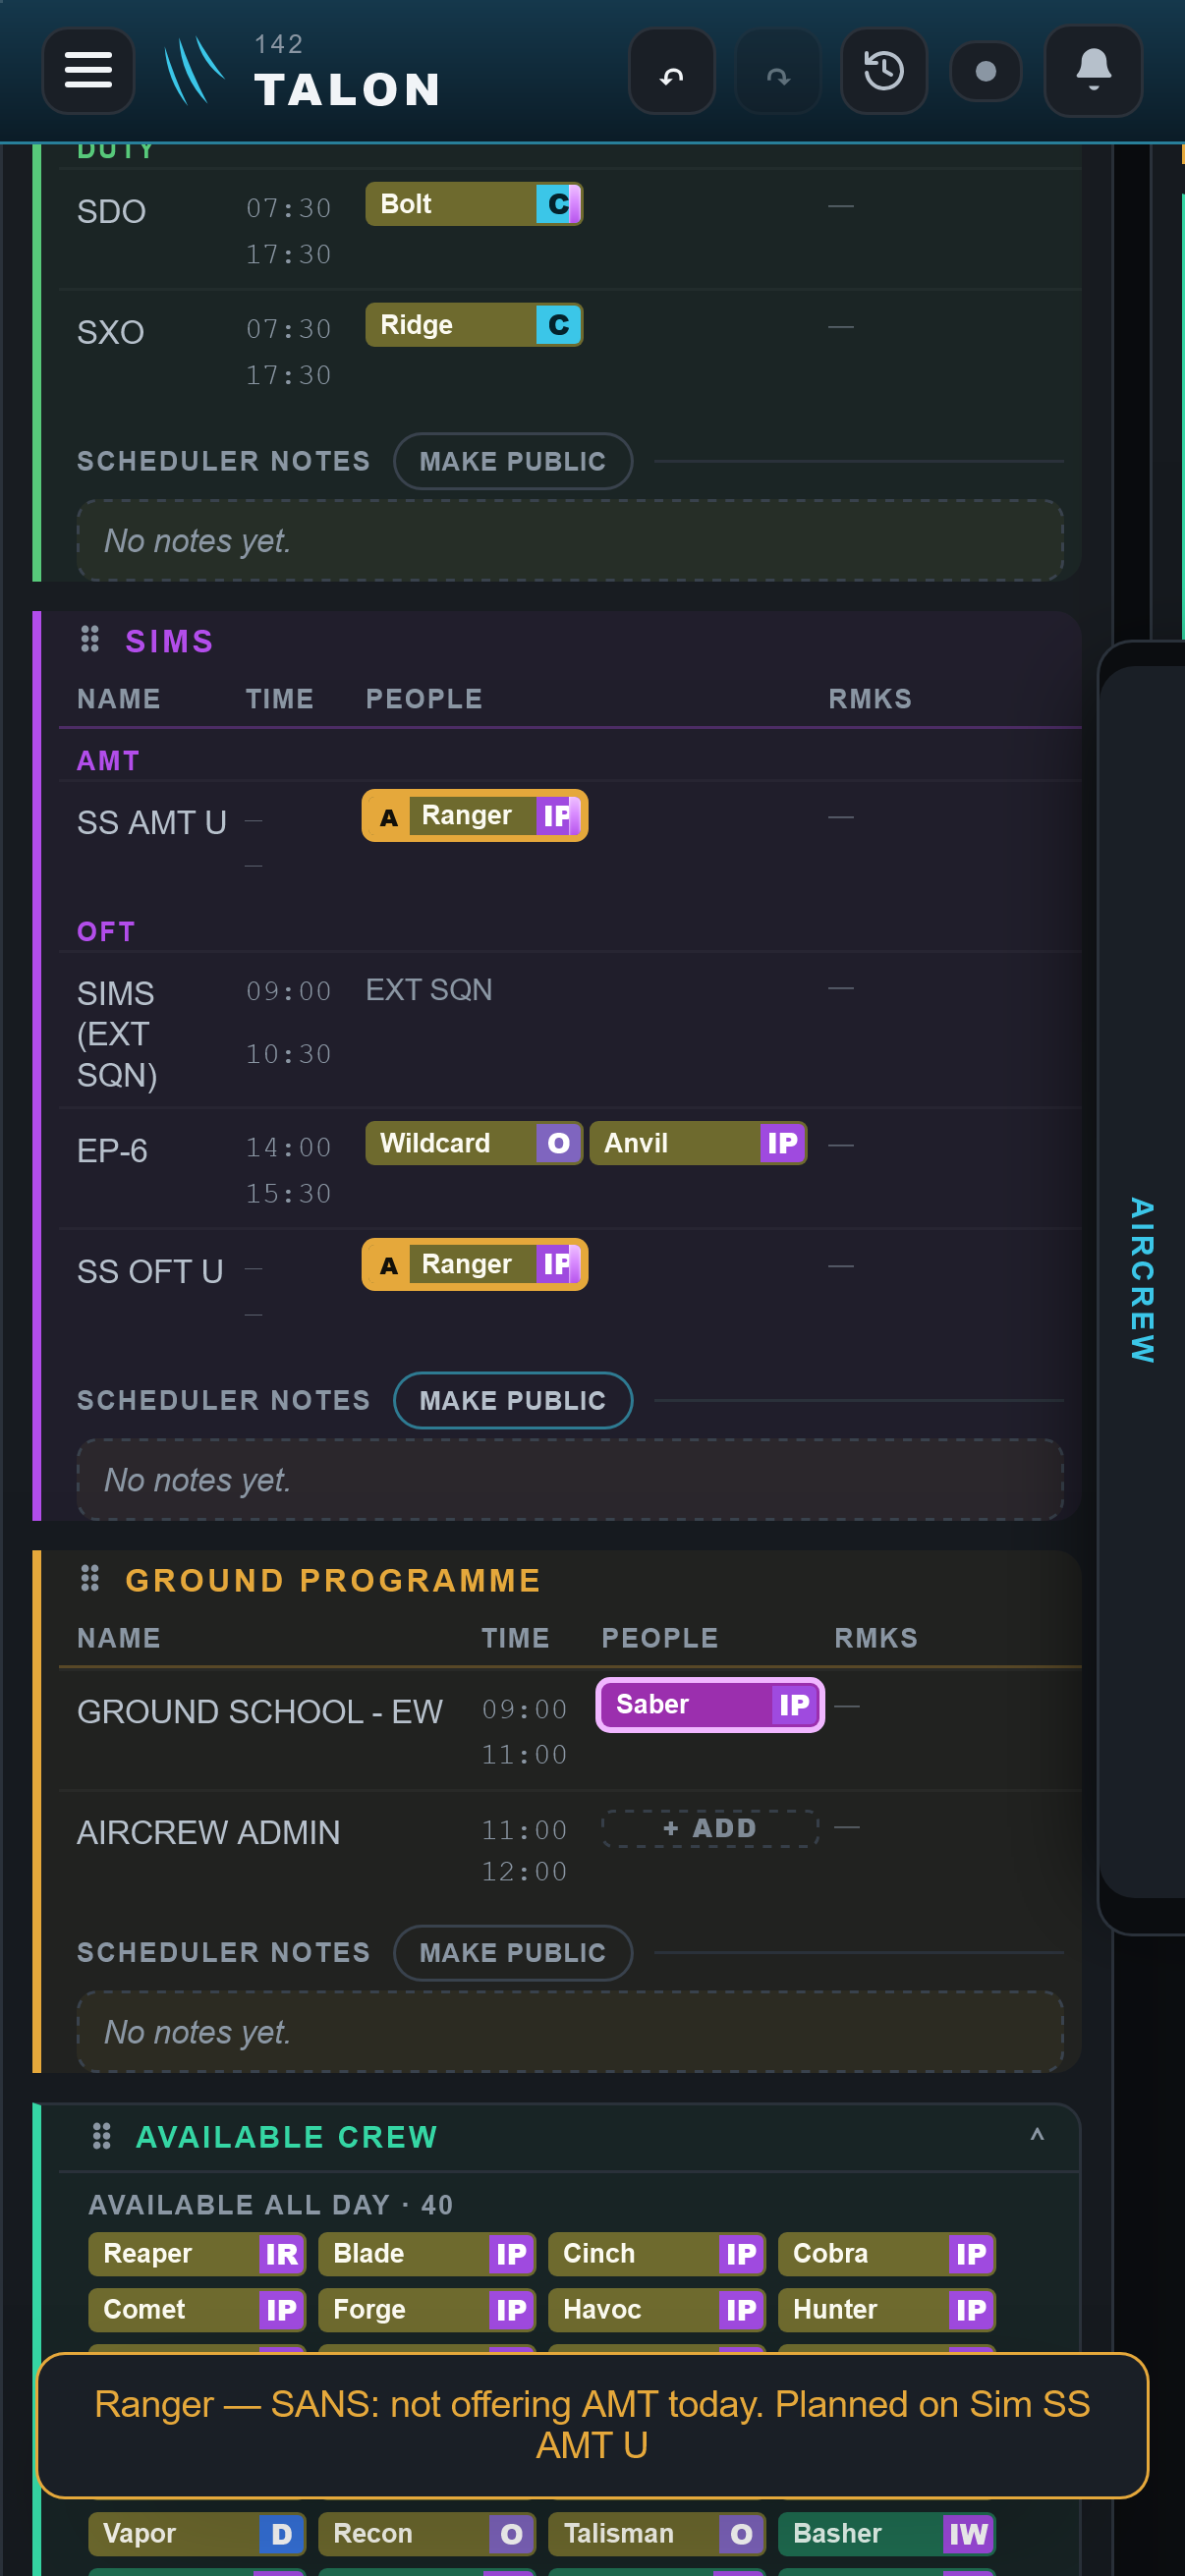 142
TALON
DUTY
SDO 07:30 Bolt C —
17:30
SXO 07:30 Ridge C —
17:30
SCHEDULER NOTES MAKE PUBLIC
No notes yet.
SIMS
NAME TIME PEOPLE RMKS
AMT
SS AMT U — A Ranger IP —
—
OFT
SIMS (EXT SQN) 09:00 EXT SQN —
10:30
EP-6 14:00 Wildcard O Anvil IP —
15:30
SS OFT U — A Ranger IP —
—
SCHEDULER NOTES MAKE PUBLIC
No notes yet.
AIRCREW
GROUND PROGRAMME
NAME TIME PEOPLE RMKS
GROUND SCHOOL - EW 09:00 Saber IP —
11:00
AIRCREW ADMIN 11:00 + ADD —
12:00
SCHEDULER NOTES MAKE PUBLIC
No notes yet.
AVAILABLE CREW
AVAILABLE ALL DAY · 40
Reaper IR Blade IP Cinch IP Cobra IP
Comet IP Forge IP Havoc IP Hunter IP
Ranger — SANS: not offering AMT today. Planned on Sim SS
AMT U
Vapor D Recon O Talisman O Basher IW